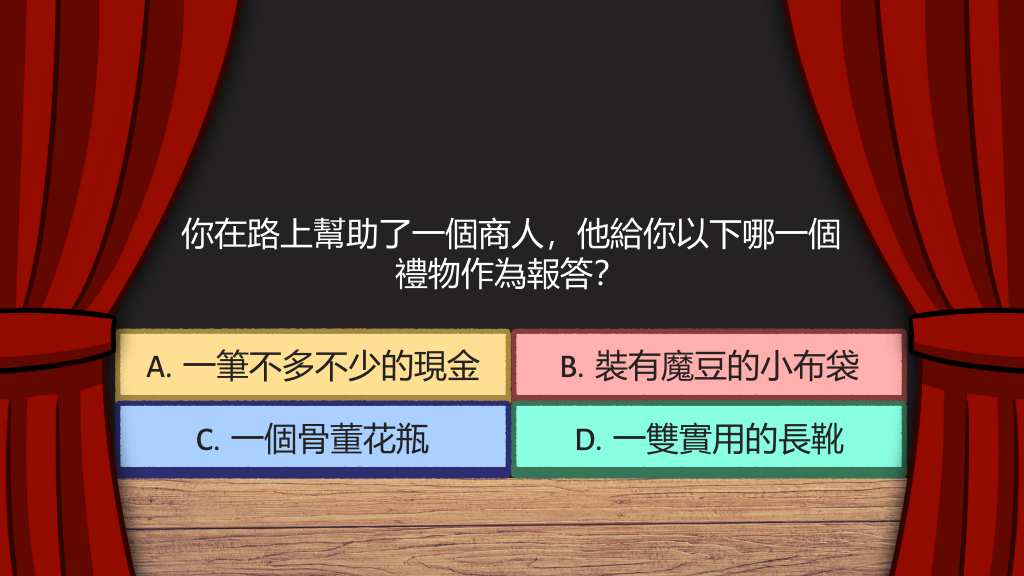 你在路上幫助了一個商人，他給你以下哪一個
禮物作為報答？
A. 一筆不多不少的現金
B. 裝有魔豆的小布袋
C. 一個骨董花瓶
D. 一雙實用的長靴